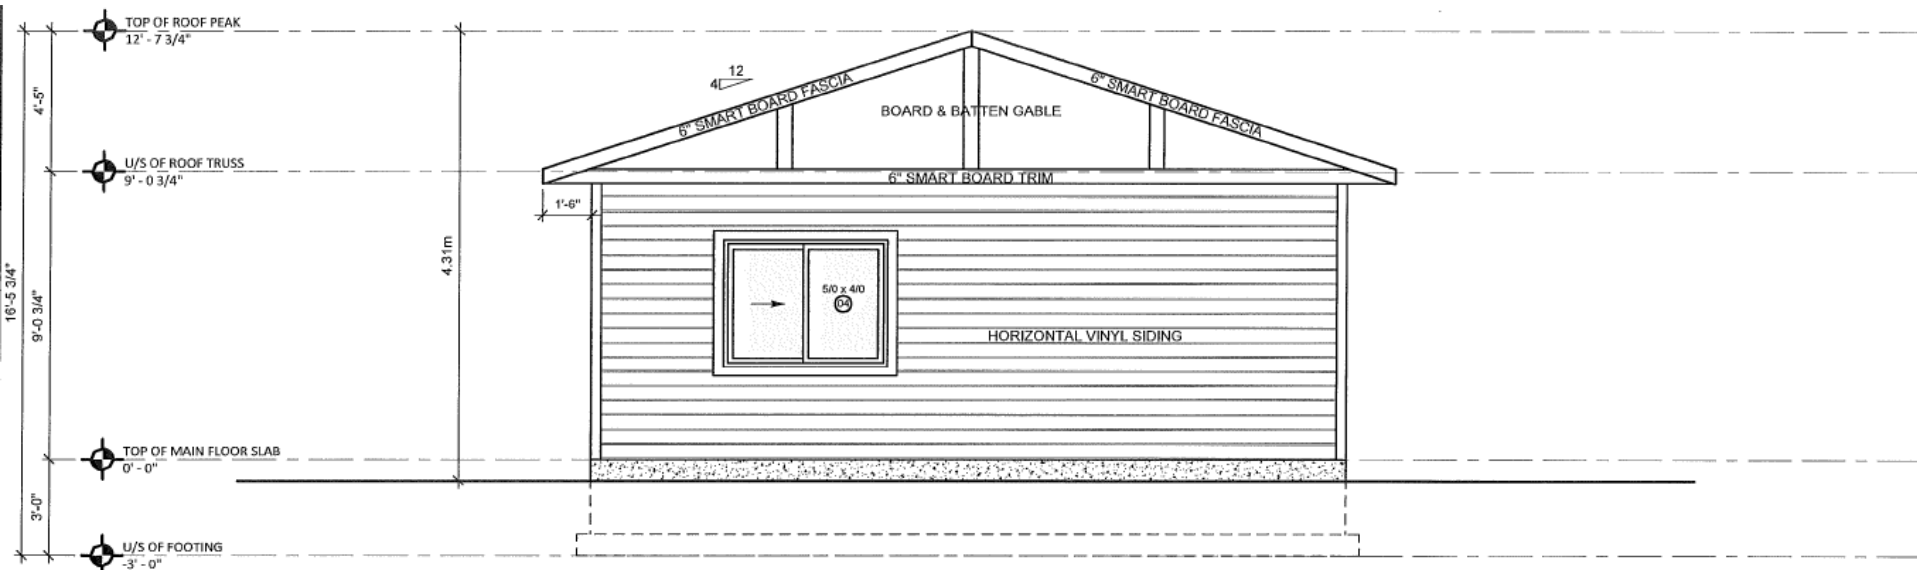 TOP OF ROOF PEAK
12' - 7 3/4"
4'-5"
12
4
6" SMART BOARD FASCIA
BOARD & BATTEN GABLE
6" SMART BOARD FASCIA
U/S OF ROOF TRUSS
9' - 0 3/4"
6" SMART BOARD TRIM
1'-6"
4.31m
16'-5 3/4"
9'-0 3/4"
5/0 x 4/0
04
HORIZONTAL VINYL SIDING
TOP OF MAIN FLOOR SLAB
0' - 0"
3'-0"
U/S OF FOOTING
-3' - 0"